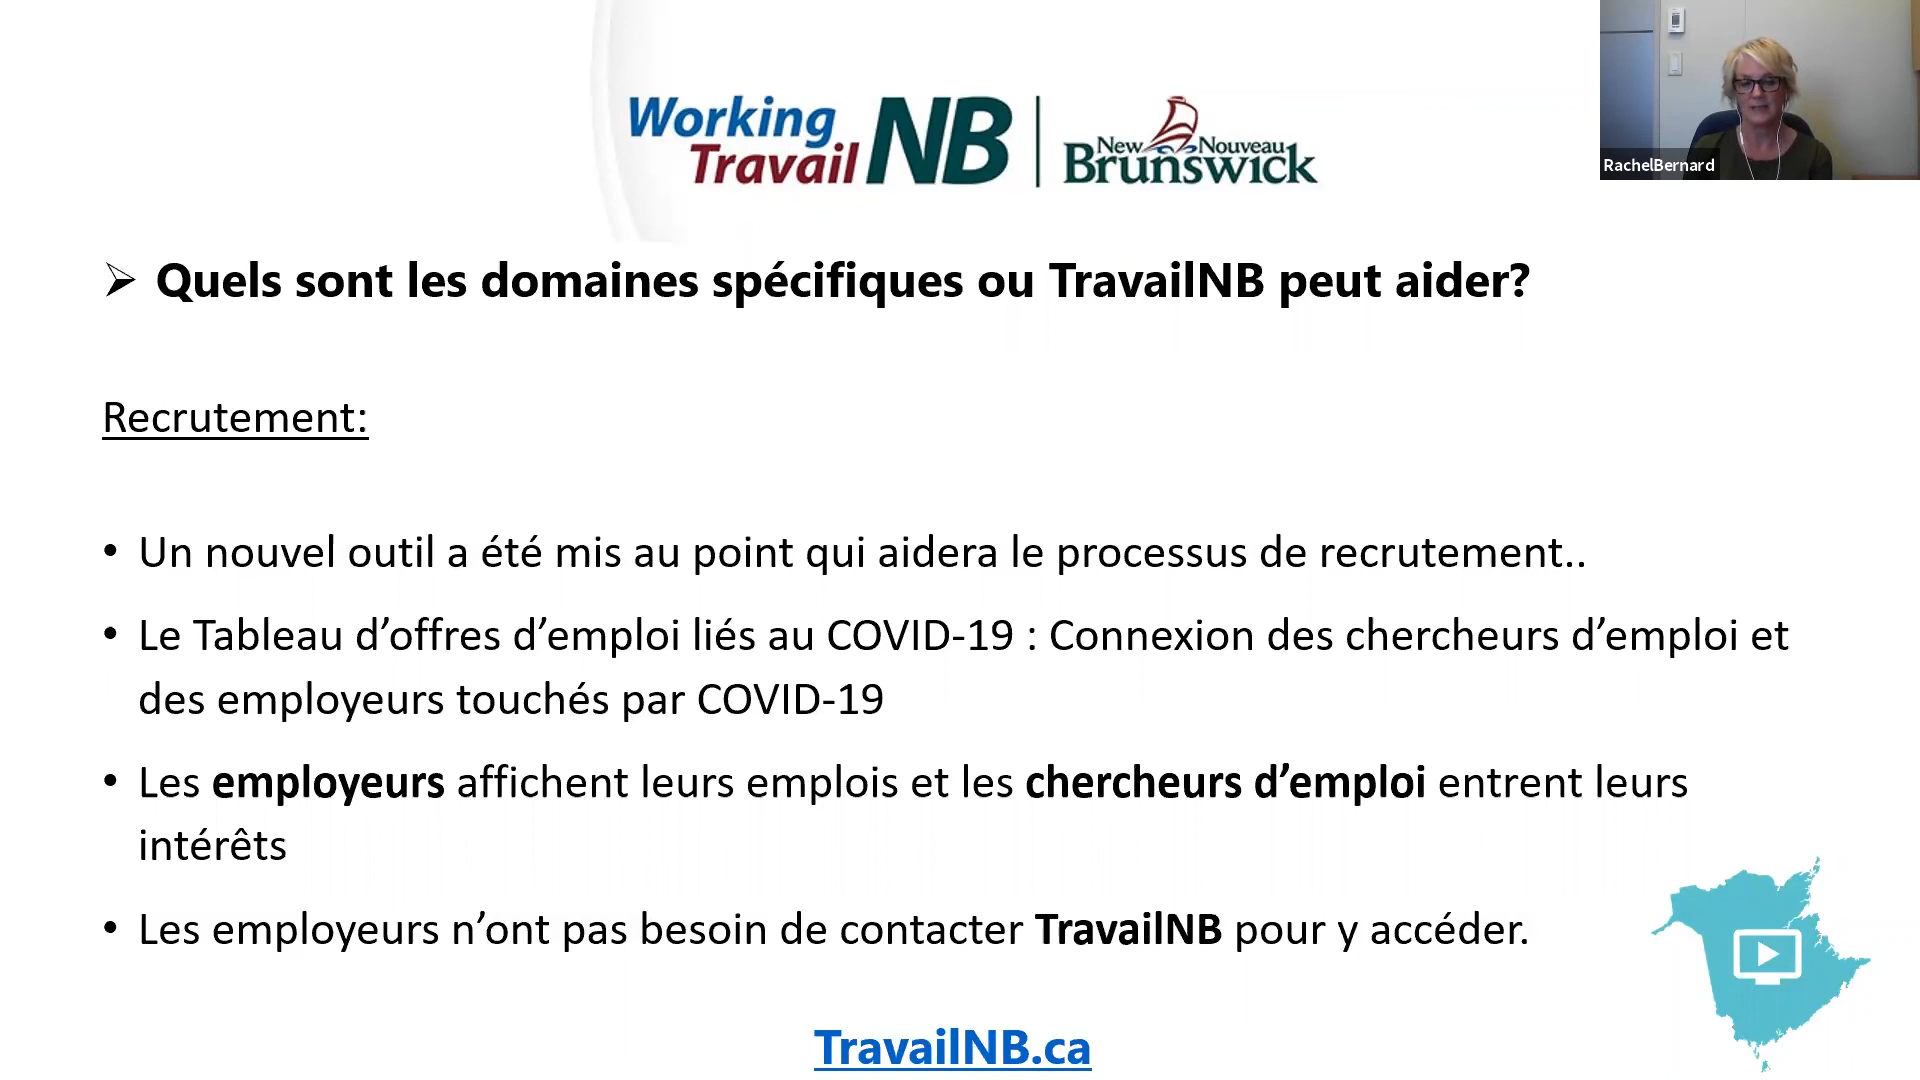 Working
Travail NB
New Nouveau
Brunswick
RachelBernard
➢ Quels sont les domaines spécifiques ou TravailNB peut aider?
Recrutement:
• Un nouvel outil a été mis au point qui aidera le processus de recrutement..
• Le Tableau d’offres d’emploi liés au COVID-19 : Connexion des chercheurs d’emploi et
des employeurs touchés par COVID-19
• Les employeurs affichent leurs emplois et les chercheurs d’emploi entrent leurs
intérêts
• Les employeurs n’ont pas besoin de contacter TravailNB pour y accéder.
TravailNB.ca